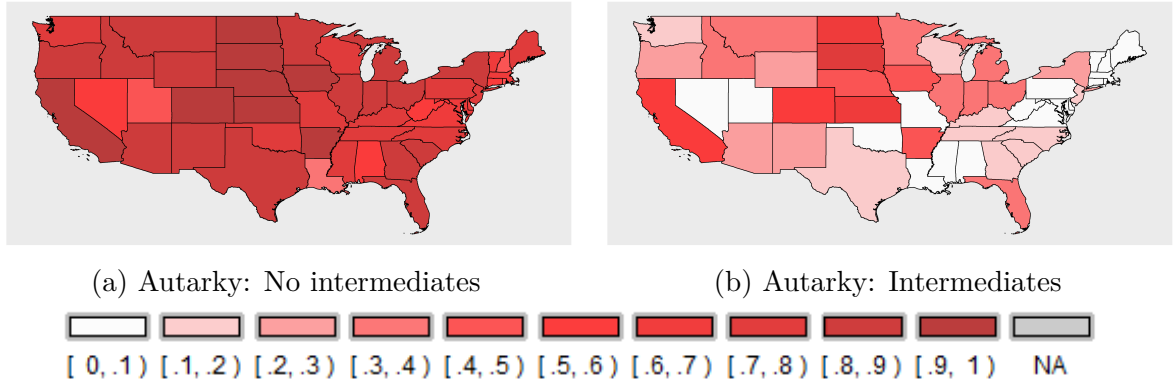 (a) Autarky: No intermediates (b) Autarky: Intermediates
[ 0, .1 ) [ .1, .2 ) [ .2, .3 ) [ .3, .4 ) [ .4, .5 ) [ .5, .6 ) [ .6, .7 ) [ .7, .8 ) [ .8, .9 ) [ .9, 1 ) NA